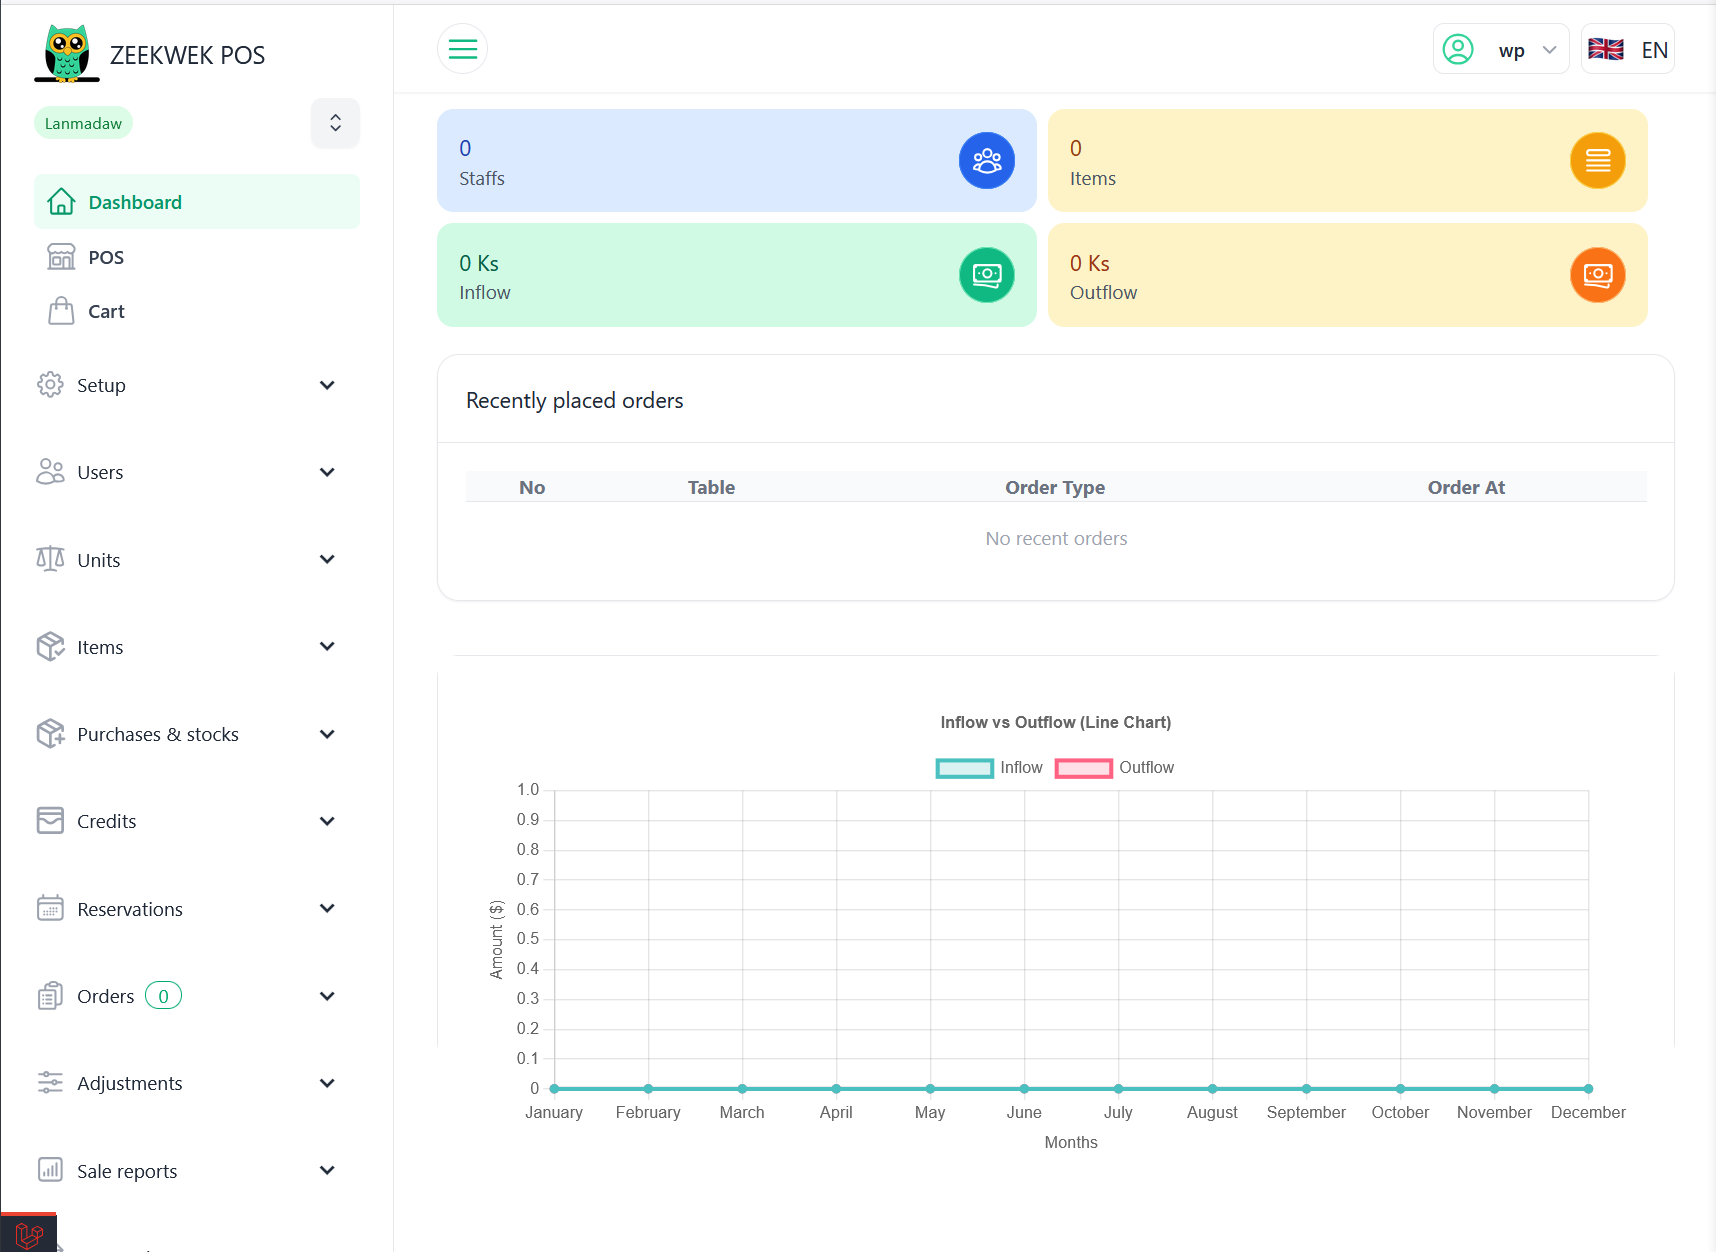 ZEEKWEK POS
Lanmadaw
Dashboard
POS
Cart
Setup
Users
Units
Items
Purchases & stocks
Credits
Reservations
Orders 0
Adjustments
Sale reports
wp
EN
0
Staffs
0
Items
0 Ks
Inflow
0 Ks
Outflow
Recently placed orders
No Table Order Type Order At
No recent orders
Inflow vs Outflow (Line Chart)
Inflow Outflow
Amount ($)
1.0
0.9
0.8
0.7
0.6
0.5
0.4
0.3
0.2
0.1
0
January February March April May June July August September October November December
Months